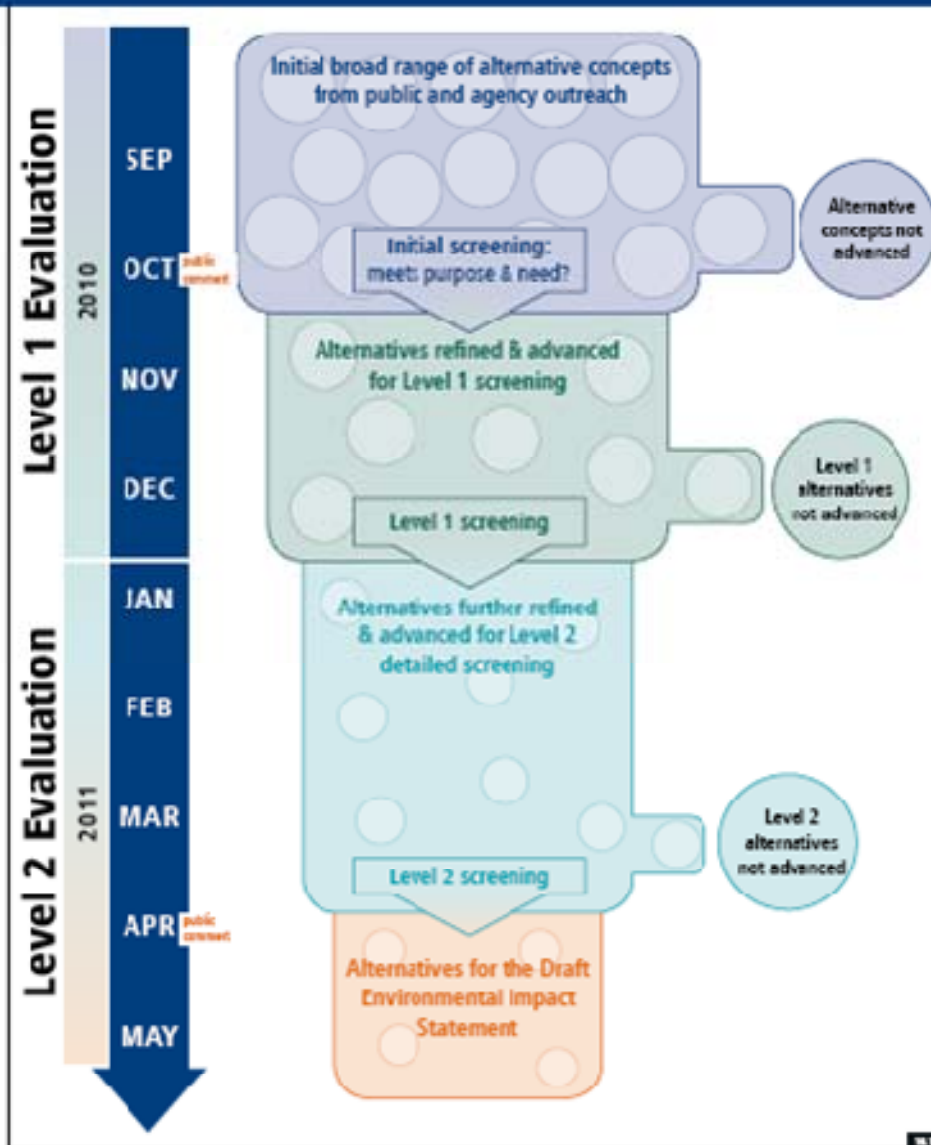 Level 1 Evaluation
2010
SEP
OCT
public
comment
NOV
DEC
Level 2 Evaluation
2011
JAN
FEB
MAR
APR
public
comment
MAY
Initial broad range of alternative concepts
from public and agency outreach
Initial screening:
meets purpose & need?
Alternative
concepts not
advanced
Alternatives refined & advanced
for Level 1 screening
Level 1 screening
Level 1
alternatives
not advanced
Alternatives further refined
& advanced for Level 2
detailed screening
Level 2 screening
Level 2
alternatives
not advanced
Alternatives for the Draft
Environmental Impact
Statement